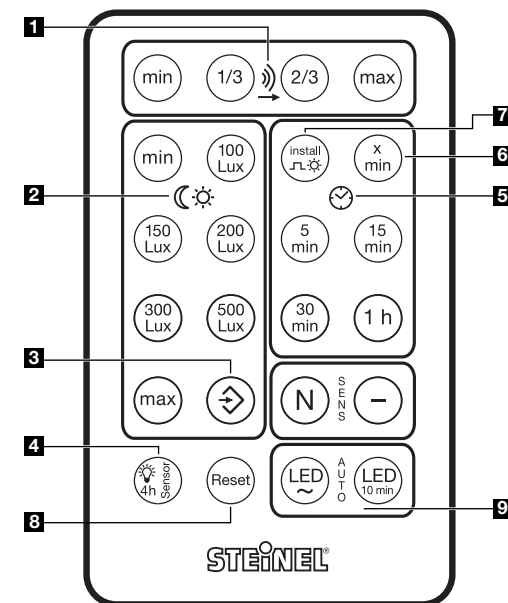 1
min 1/3 2/3 max
7
min 100 Lux install x min
6
2
5
150 Lux 200 Lux 5 min 15 min
300 Lux 500 Lux 30 min 1 h
3
max N SENS –
4
4h Sensor Reset LED ~ AUTO LED 10 min
8
9
STEINEL®